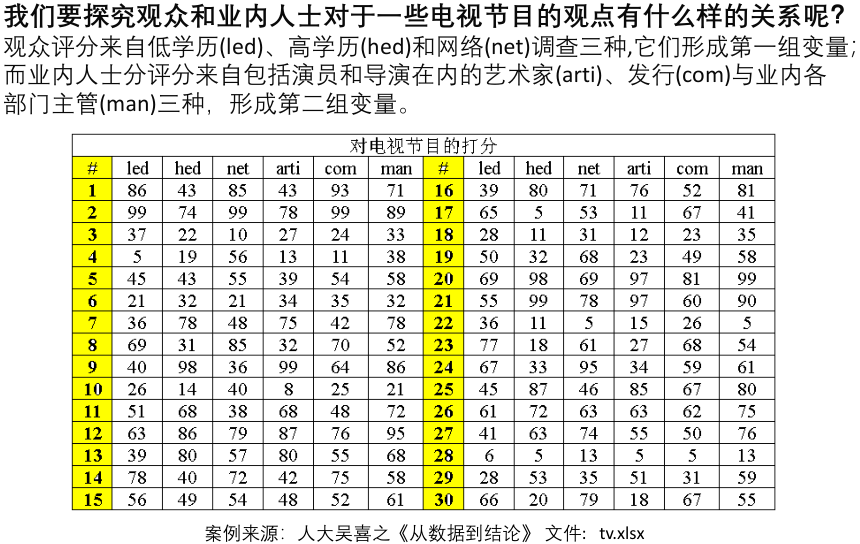 我们要探究观众和业内人士对于一些电视节目的观点有什么样的关系呢?
观众评分来自低学历(led)、高学历(hed)和网络(net)调查三种,它们形成第一组变量;
而业内人士分评分来自包括演员和导演在内的艺术家(arti)、发行(com)与业内各
部门主管(man)三种，形成第二组变量。
对电视节目的打分
# led hed net arti com man # led hed net arti com man
1 86 43 85 43 93 71 16 39 80 71 76 52 81
2 99 74 99 78 99 89 17 65 5 53 11 67 41
3 37 22 10 27 24 33 18 28 11 31 12 23 35
4 5 19 56 13 11 38 19 50 32 68 23 49 58
5 45 43 55 39 54 58 20 69 98 69 97 81 99
6 21 32 21 34 35 32 21 55 99 78 97 60 90
7 36 78 48 75 42 78 22 36 11 5 15 26 5
8 69 31 85 32 70 52 23 77 18 61 27 68 54
9 40 98 36 99 64 86 24 67 33 95 34 59 61
10 26 14 40 8 25 21 25 45 87 46 85 67 80
11 51 68 38 68 48 72 26 61 72 63 63 62 75
12 63 86 79 87 76 95 27 41 63 74 55 50 76
13 39 80 57 80 55 68 28 6 5 13 5 5 13
14 78 40 72 42 75 58 29 28 53 35 51 31 59
15 56 49 54 48 52 61 30 66 20 79 18 67 55
案例来源：人大吴喜之《从数据到结论》 文件：tv.xlsx